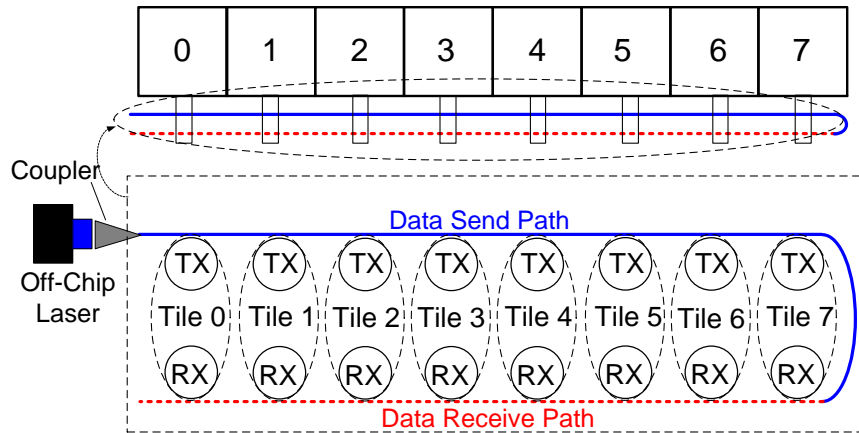 0 1 2 3 4 5 6 7
Coupler
Data Send Path
Off-Chip
Laser
TX TX TX TX TX TX TX TX
Tile 0 Tile 1 Tile 2 Tile 3 Tile 4 Tile 5 Tile 6 Tile 7
RX RX RX RX RX RX RX RX
Data Receive Path